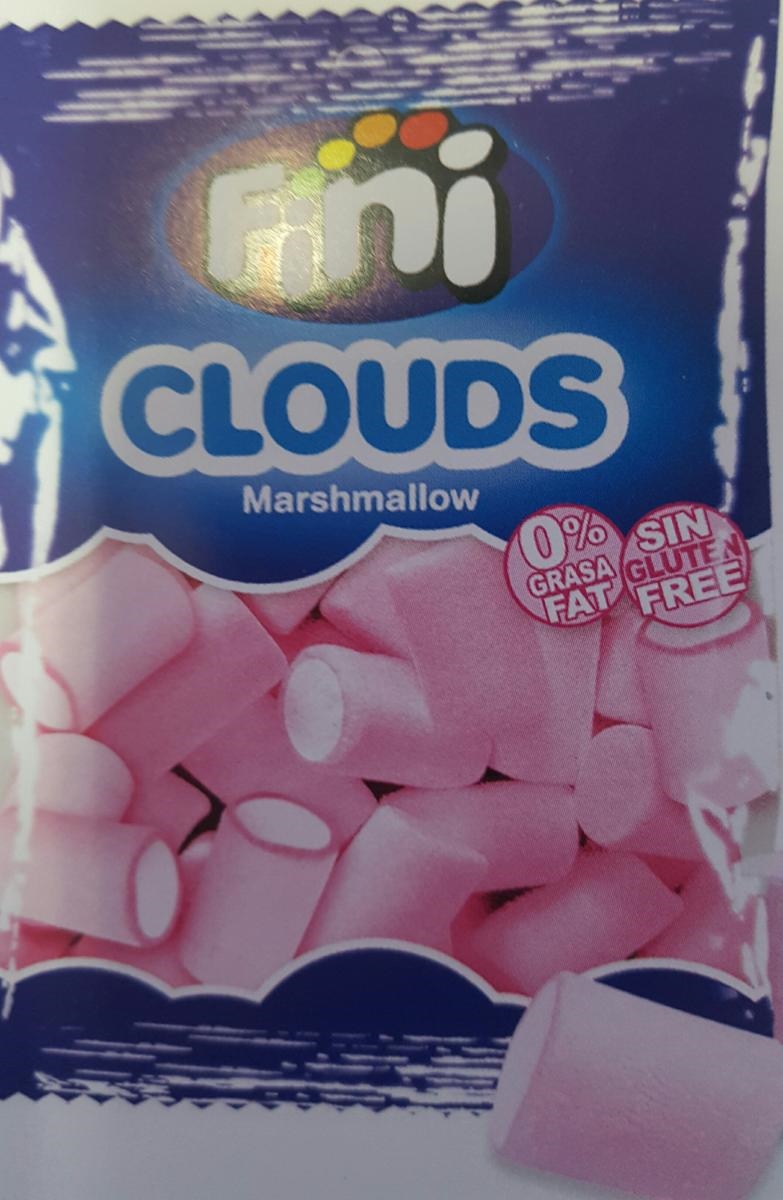 Fini
CLOUDS
Marshmallow
0%
GRASA
FAT
SIN
GLUTEN
FREE